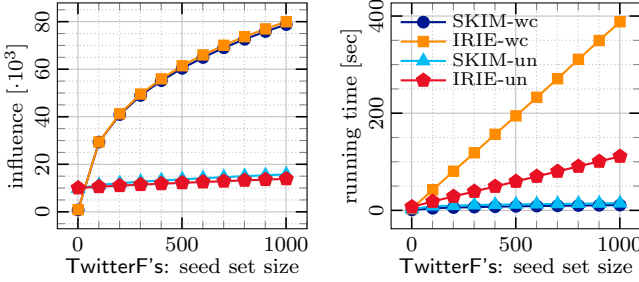 influence [·10³]
80
60
40
20
0
0
500
1000
TwitterF's: seed set size
running time [sec]
400
200
0
SKIM-wc
IRIE-wc
SKIM-un
IRIE-un
0
500
1000
TwitterF's: seed set size